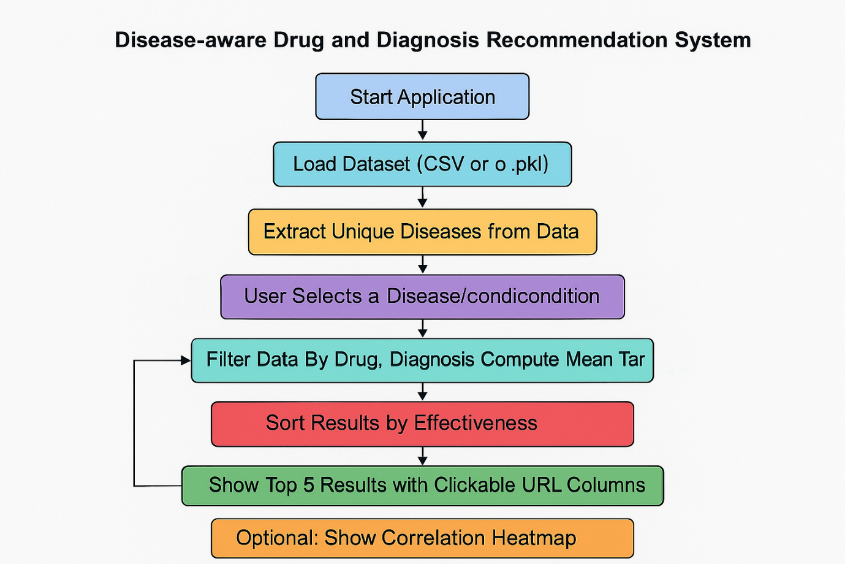 Disease-aware Drug and Diagnosis Recommendation System
Start Application
Load Dataset (CSV or o .pkl)
Extract Unique Diseases from Data
User Selects a Disease/condicondition
Filter Data By Drug, Diagnosis Compute Mean Tar
Sort Results by Effectiveness
Show Top 5 Results with Clickable URL Columns
Optional: Show Correlation Heatmap